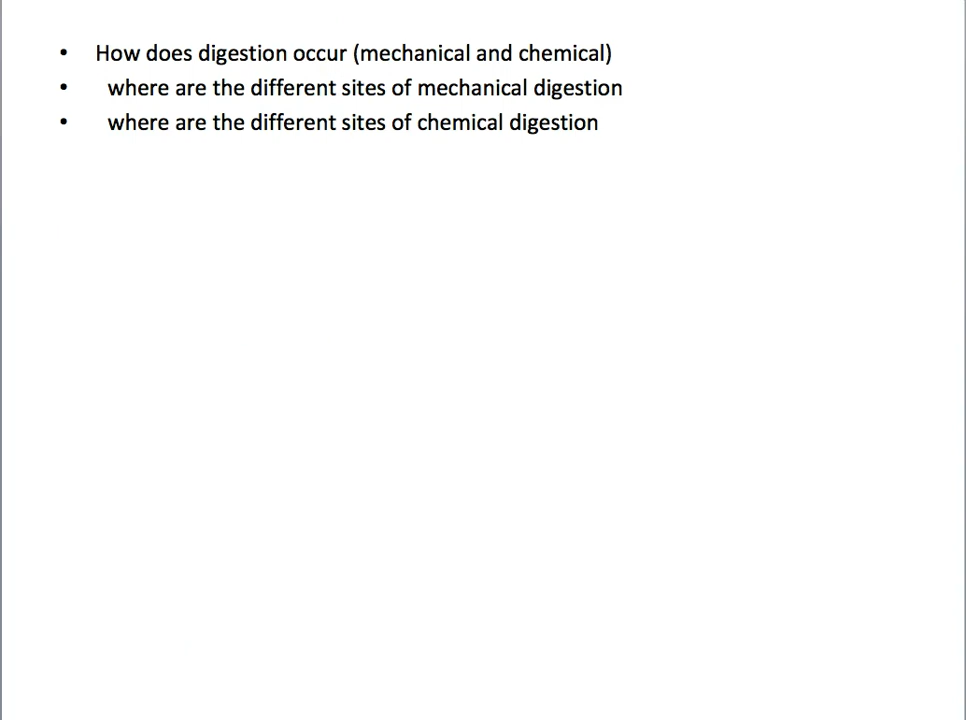 • How does digestion occur (mechanical and chemical)
• where are the different sites of mechanical digestion
• where are the different sites of chemical digestion